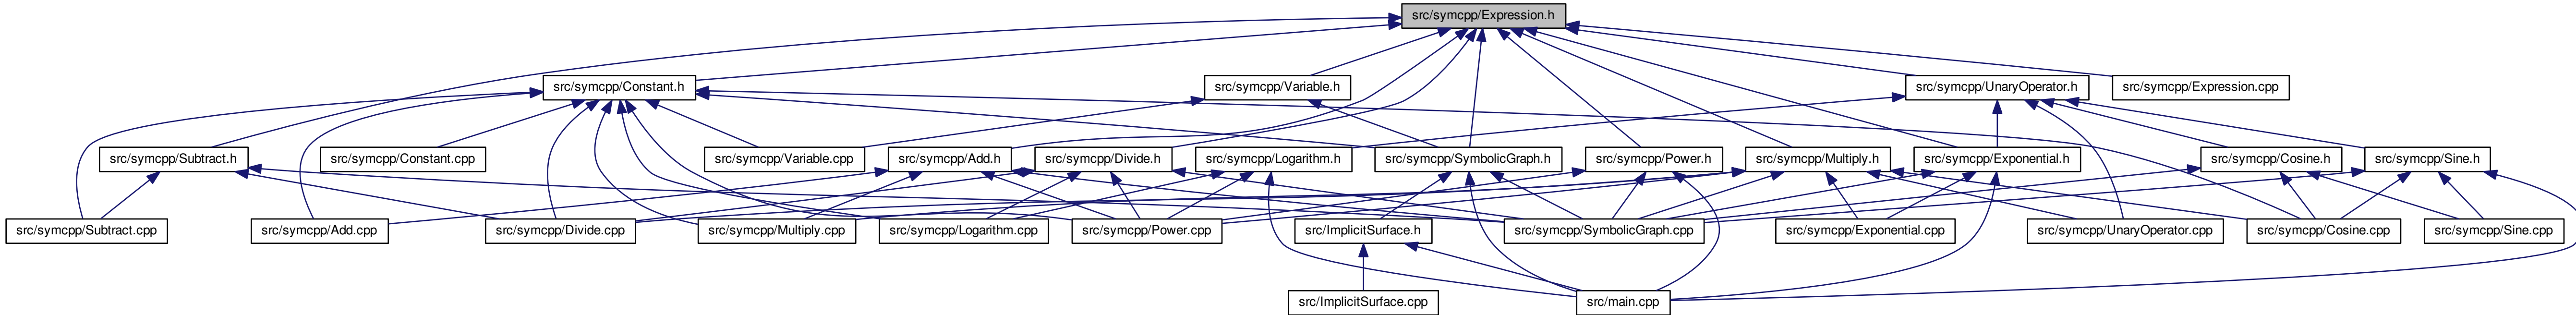 src/symcpp/Expression.h
src/symcpp/Constant.h
src/symcpp/Variable.h
src/symcpp/UnaryOperator.h
src/symcpp/Expression.cpp
src/symcpp/Subtract.h
src/symcpp/Constant.cpp
src/symcpp/Variable.cpp
src/symcpp/Add.h
src/symcpp/Divide.h
src/symcpp/Logarithm.h
src/symcpp/SymbolicGraph.h
src/symcpp/Power.h
src/symcpp/Multiply.h
src/symcpp/Exponential.h
src/symcpp/Cosine.h
src/symcpp/Sine.h
src/symcpp/Subtract.cpp
src/symcpp/Add.cpp
src/symcpp/Divide.cpp
src/symcpp/Multiply.cpp
src/symcpp/Logarithm.cpp
src/symcpp/Power.cpp
src/ImplicitSurface.h
src/symcpp/SymbolicGraph.cpp
src/symcpp/Exponential.cpp
src/symcpp/UnaryOperator.cpp
src/symcpp/Cosine.cpp
src/symcpp/Sine.cpp
src/ImplicitSurface.cpp
src/main.cpp